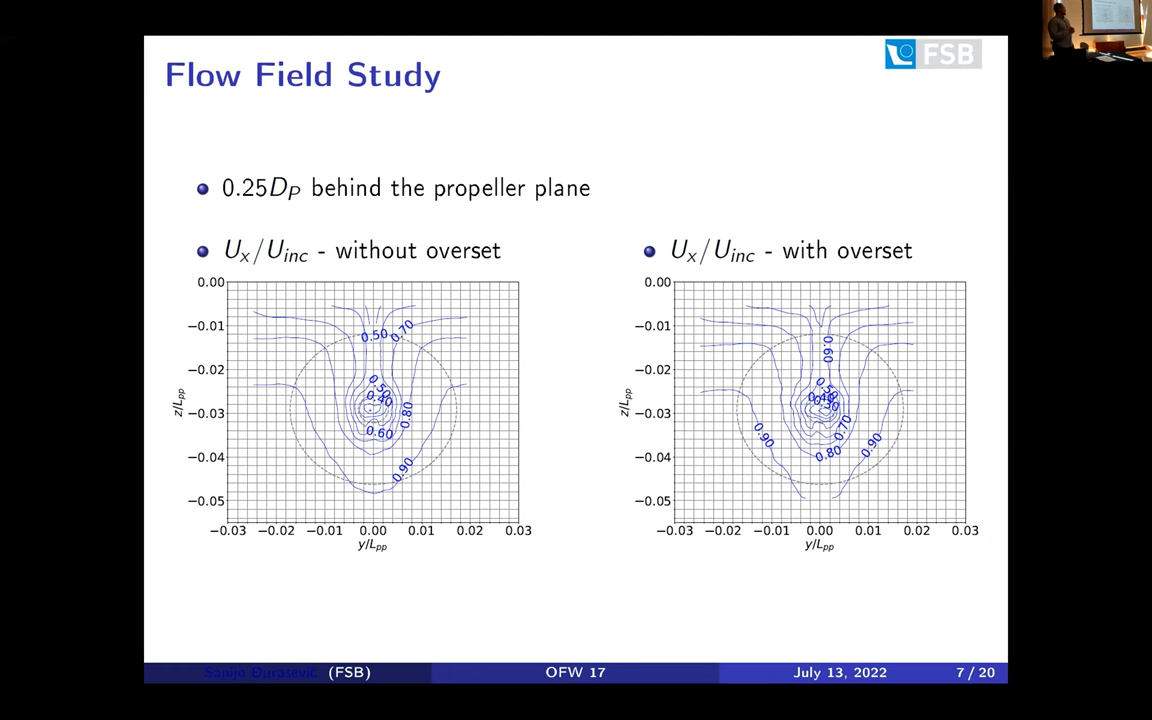 Flow Field Study
FSB
0.25D_P behind the propeller plane
U_x/U_inc - without overset
0.00
−0.01
−0.02
−0.03
−0.04
−0.05
z/L_pp
0.50 0.70
0.50
0.40
0.80
0.60
0.90
−0.03 −0.02 −0.01 0.00 0.01 0.02 0.03
y/L_pp
U_x/U_inc - with overset
0.00
−0.01
−0.02
−0.03
−0.04
−0.05
z/L_pp
0.60
0.50
0.40
0.70
0.90
0.80
0.90
−0.03 −0.02 −0.01 0.00 0.01 0.02 0.03
y/L_pp
(FSB) OFW 17 July 13, 2022 7 / 20